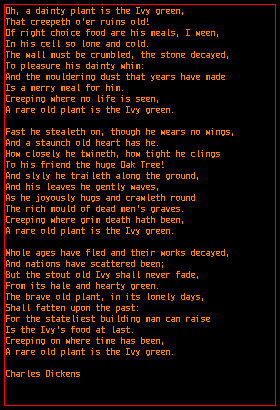 Oh, a dainty plant is the Ivy green,
That creepeth o'er ruins old!
Of right choice food are his meals, I ween,
In his cell so lone and cold.
The wall must be crumbled, the stone decayed,
To pleasure his dainty whim:
And the mouldering dust that years have made
Is a merry meal for him.
Creeping where no life is seen,
A rare old plant is the Ivy green.

Fast he stealeth on, though he wears no wings,
And a staunch old heart has he.
How closely he twineth, how tight he clings
To his friend the huge Oak Tree!
And slyly he traileth along the ground,
And his leaves he gently waves,
As he joyously hugs and crawleth round
The rich mould of dead men's graves.
Creeping where grim death hath been,
A rare old plant is the Ivy green.

Whole ages have fled and their works decayed,
And nations have scattered been;
But the stout old Ivy shall never fade,
From its hale and hearty green.
The brave old plant, in its lonely days,
Shall fatten upon the past:
For the stateliest building man can raise
Is the Ivy's food at last.
Creeping on where time has been,
A rare old plant is the Ivy green.

Charles Dickens